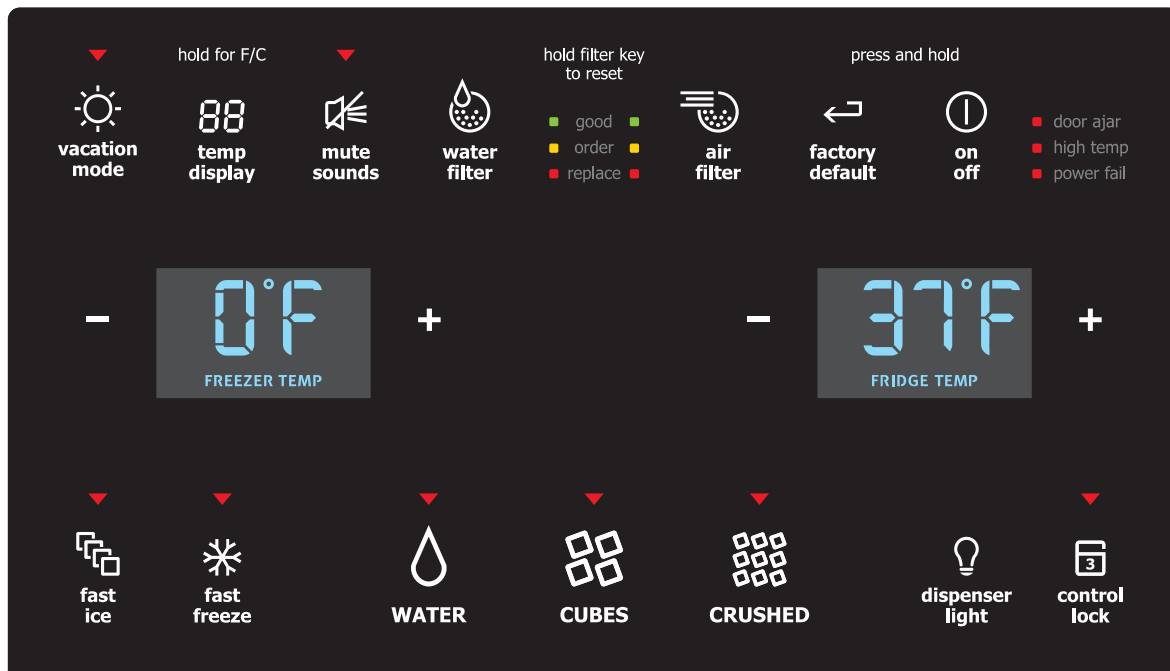 hold for F/C
hold filter key
to reset
press and hold
88
vacation
mode
temp
display
mute
sounds
water
filter
good
order
replace
air
filter
factory
default
on
off
door ajar
high temp
power fail
-
0°F
FREEZER TEMP
+
-
37°F
FRIDGE TEMP
+
fast
ice
fast
freeze
WATER
CUBES
CRUSHED
dispenser
light
3
control
lock